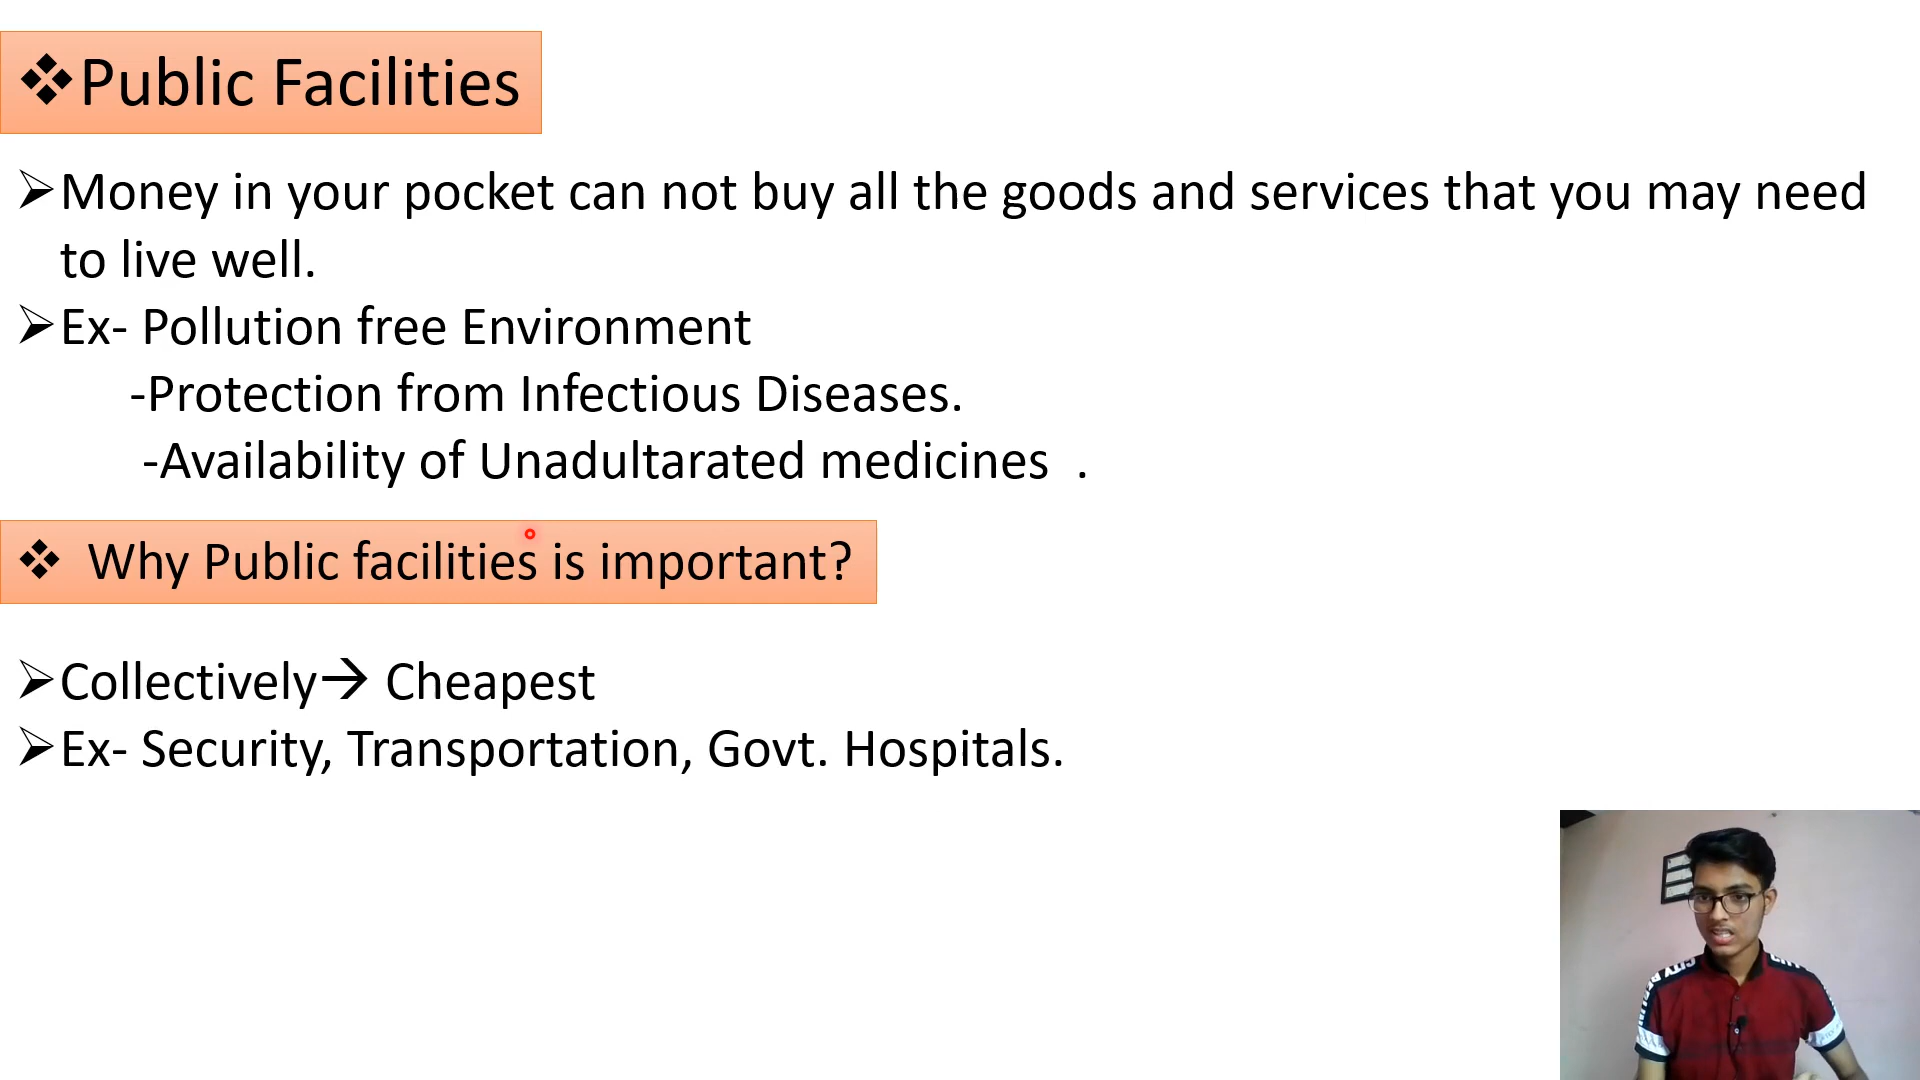 ❖Public Facilities
➢Money in your pocket can not buy all the goods and services that you may need
to live well.
➢Ex- Pollution free Environment
-Protection from Infectious Diseases.
-Availability of Unadultarated medicines .
❖ Why Public facilities is important?
➢Collectively→ Cheapest
➢Ex- Security, Transportation, Govt. Hospitals.